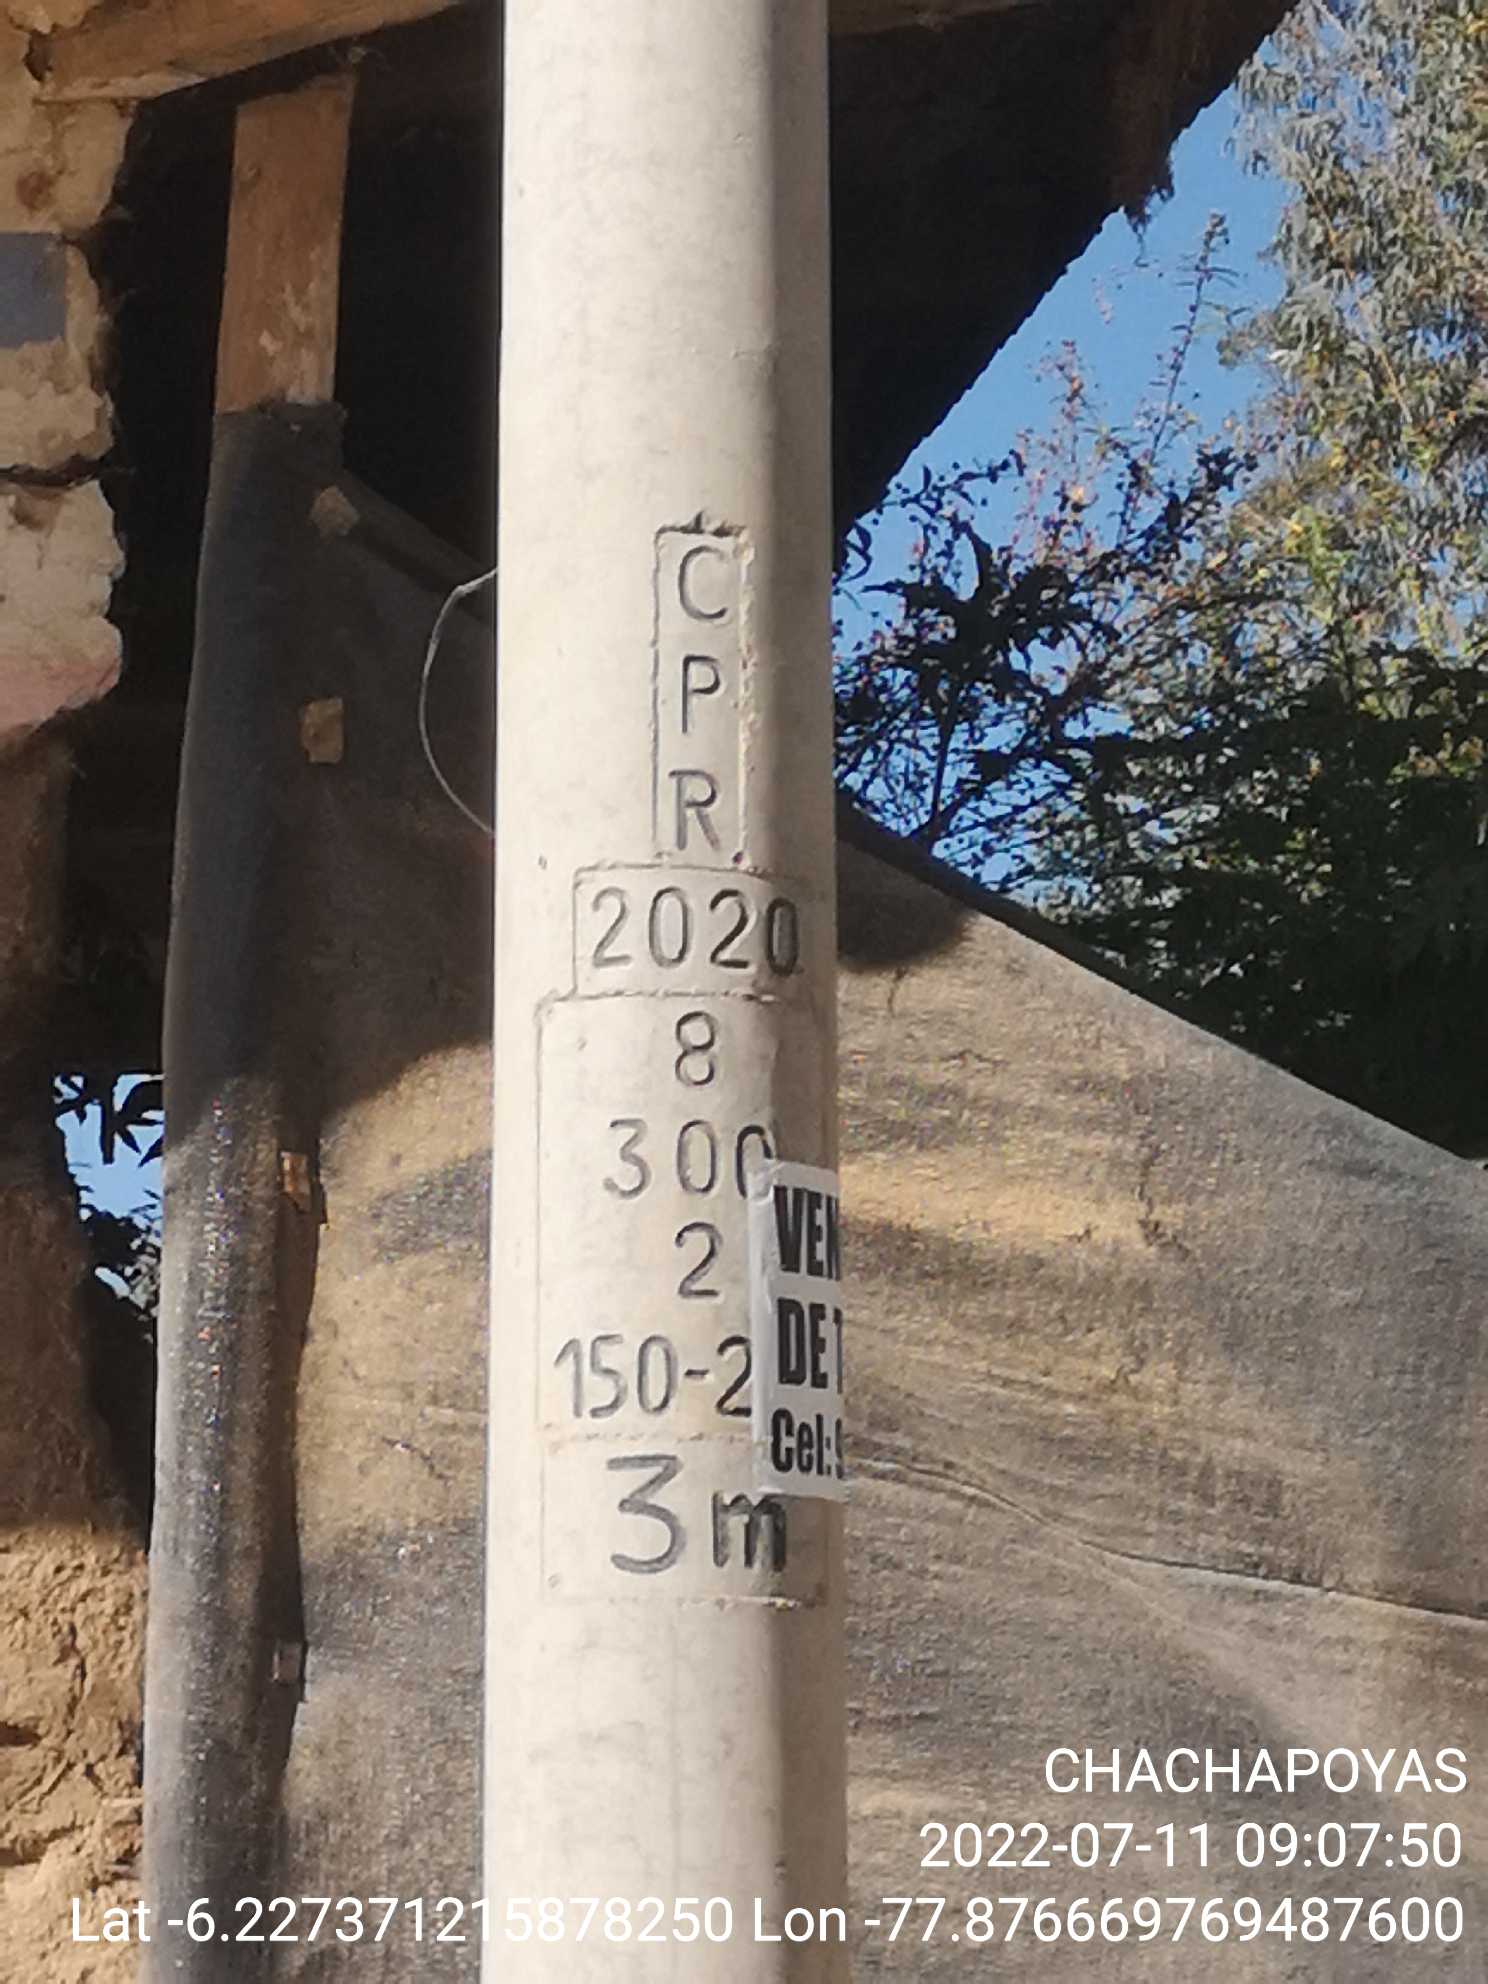 C
P
R
2020
8
300
2
150-2
3m
VEN
DE T
Cel:
CHACHAPOYAS
2022-07-11 09:07:50
Lat -6.227371215878250 Lon -77.876669769487600